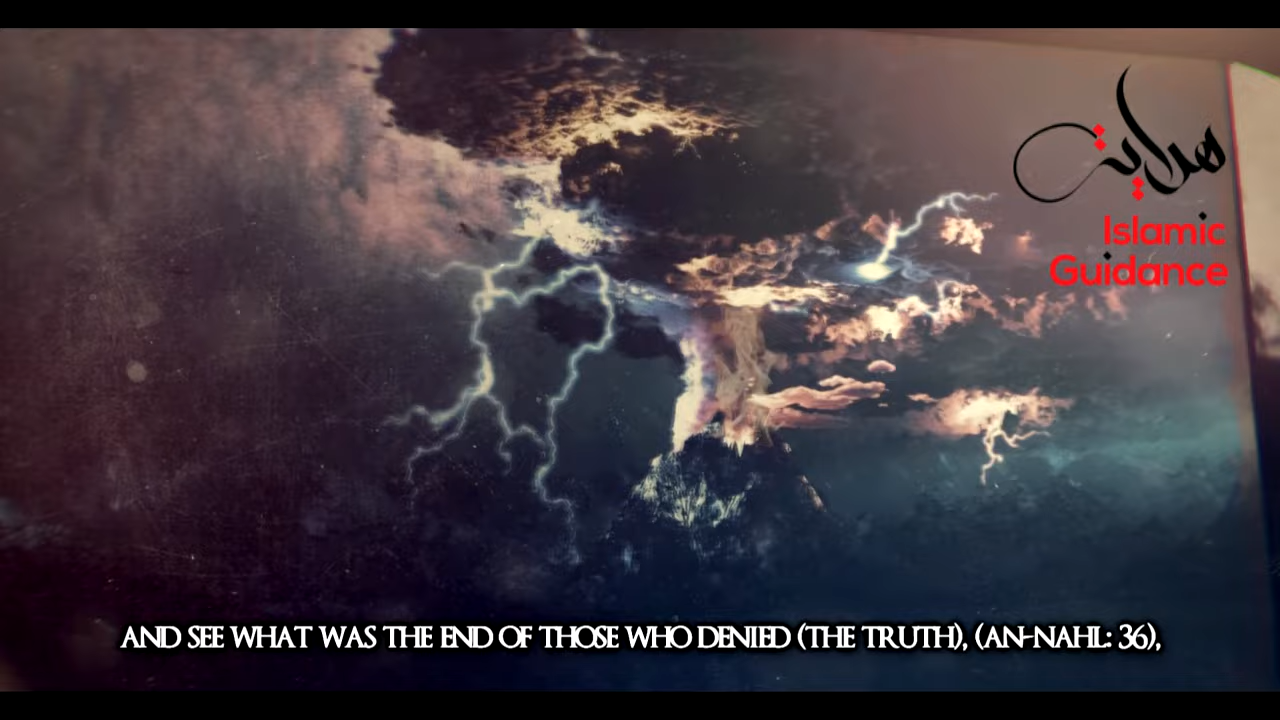 هداية
Islamic
Guidance
AND SEE WHAT WAS THE END OF THOSE WHO DENIED (THE TRUTH), (AN-NAHL: 36),